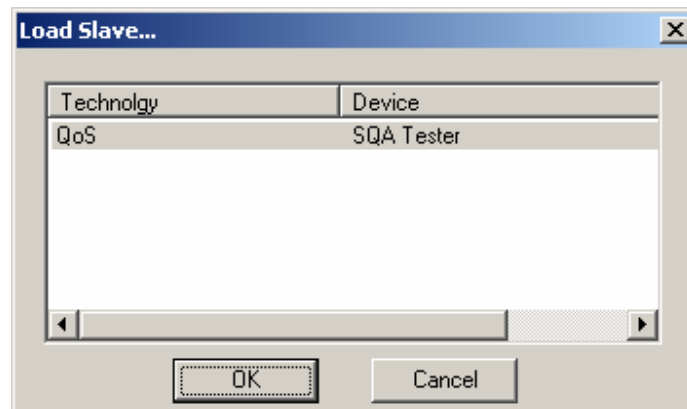 Load Slave...
Technolgy Device
QoS SQA Tester
OK Cancel